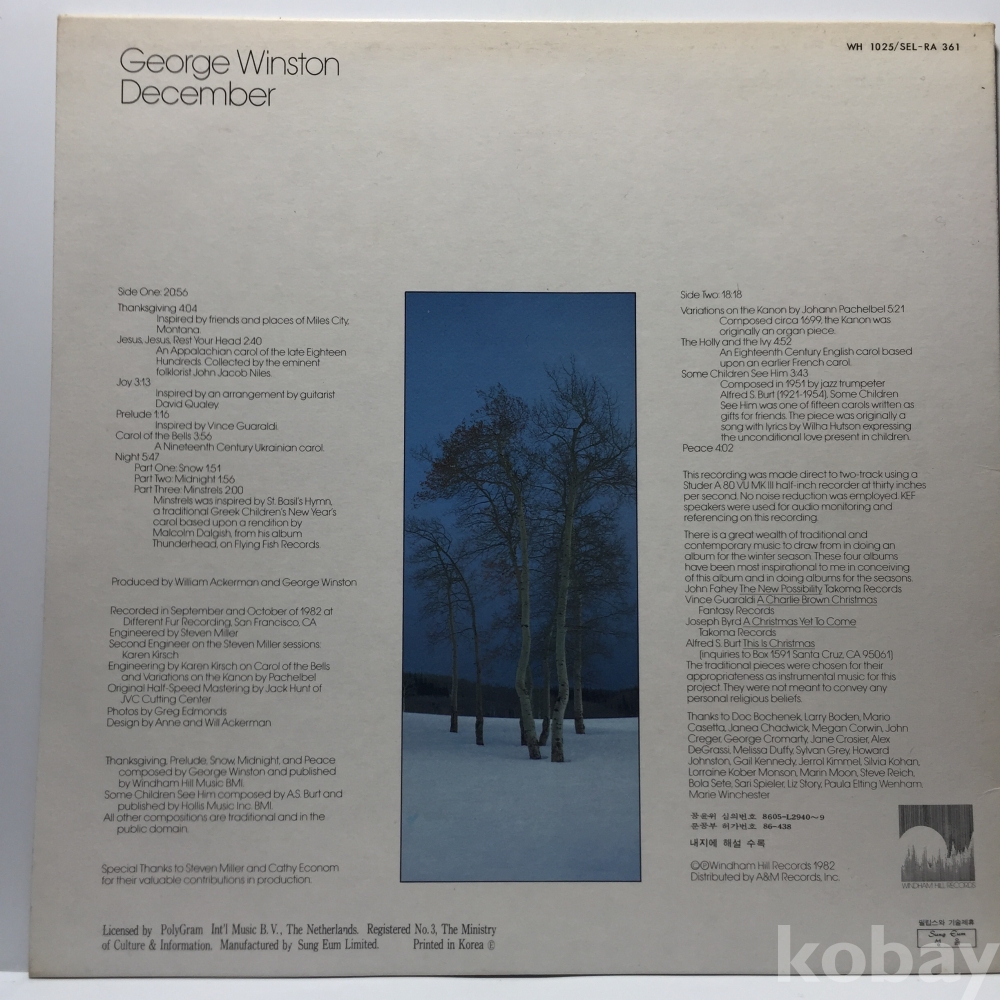 George Winston
December
WH 1025/SEL-RA 361
Side One: 20:56
Thanksgiving 4:04
Inspired by friends and places of Miles City,
Montana.
Jesus, Jesus, Rest Your Head 2:40
An Appalachian carol of the late Eighteen
Hundreds. Collected by the eminent
folklorist John Jacob Niles.
Joy 3:13
Inspired by an arrangement by guitarist
David Qualey.
Prelude 1:16
Inspired by Vince Guaraldi.
Carol of the Bells 3:56
A Nineteenth Century Ukrainian carol.
Night 5:47
Part One: Snow 1:51
Part Two: Midnight 1:56
Part Three: Minstrels 2:00
Minstrels was inspired by St. Basil's Hymn,
a traditional Greek Children's New Year's
carol based upon a rendition by
Malcolm Dalgish, from his album
Thunderhead, on Flying Fish Records.
Produced by William Ackerman and George Winston
Recorded in September and October of 1982 at
Different Fur Recording, San Francisco, CA
Engineered by Steven Miller
Second Engineer on the Steven Miller sessions:
Karen Kirsch
Engineering by Karen Kirsch on Carol of the Bells
and Variations on the Kanon by Pachelbel
Original Half-Speed Mastering by Jack Hunt of
JVC Cutting Center
Photos by Greg Edmonds
Design by Anne and Will Ackerman
Thanksgiving, Prelude, Snow, Midnight, and Peace
composed by George Winston and published
by Windham Hill Music BMI.
Some Children See Him composed by A.S. Burt and
published by Hollis Music Inc. BMI.
All other compositions are traditional and in the
public domain.
Special Thanks to Steven Miller and Cathy Econom
for their valuable contributions in production.
Licensed by PolyGram Int'l Music B.V., The Netherlands. Registered No.3, The Ministry
of Culture & Information. Manufactured by Sung Eum Limited. Printed in Korea ℗
Side Two: 18:18
Variations on the Kanon by Johann Pachelbel 5:21
Composed circa 1699, the Kanon was
originally an organ piece.
The Holly and the Ivy 4:52
An Eighteenth Century English carol based
upon an earlier French carol.
Some Children See Him 3:43
Composed in 1951 by jazz trumpeter
Alfred S. Burt (1921-1954), Some Children
See Him was one of fifteen carols written as
gifts for friends. The piece was originally a
song with lyrics by Wilha Hutson expressing
the unconditional love present in children.
Peace 4:02
This recording was made direct to two-track using a
Studer A 80 VU MK III half-inch recorder at thirty inches
per second. No noise reduction was employed. KEF
speakers were used for audio monitoring and
referencing on this recording.
There is a great wealth of traditional and
contemporary music to draw from in doing an
album for the winter season. These four albums
have been most inspirational to me in conceiving
of this album and in doing albums for the seasons.
John Fahey The New Possibility Takoma Records
Vince Guaraldi A Charlie Brown Christmas
Fantasy Records
Joseph Byrd A Christmas Yet To Come
Takoma Records
Alfred S. Burt This Is Christmas
(inquiries to Box 1591 Santa Cruz, CA 95061)
The traditional pieces were chosen for their
appropriateness as instrumental music for this
project. They were not meant to convey any
personal religious beliefs.
Thanks to Doc Bochenek, Larry Boden, Mario
Casetta, Janea Chadwick, Megan Corwin, John
Creger, George Cromarty, Jane Crosier, Alex
DeGrassi, Melissa Duffy, Sylvan Grey, Howard
Johnston, Gail Kennedy, Jerrol Kimmel, Silvia Kohan,
Lorraine Kober Monson, Marin Moon, Steve Reich,
Bola Sete, Sari Spieler, Liz Story, Paula Elting Wenham,
Marie Winchester
공윤위 심의번호 8605-L2940~9
문공부 허가번호 86-438
내지에 해설 수록
©℗Windham Hill Records 1982
Distributed by A&M Records, Inc.
WINDHAM HILL RECORDS
필립스와 기술제휴
Sung Eum
kobay